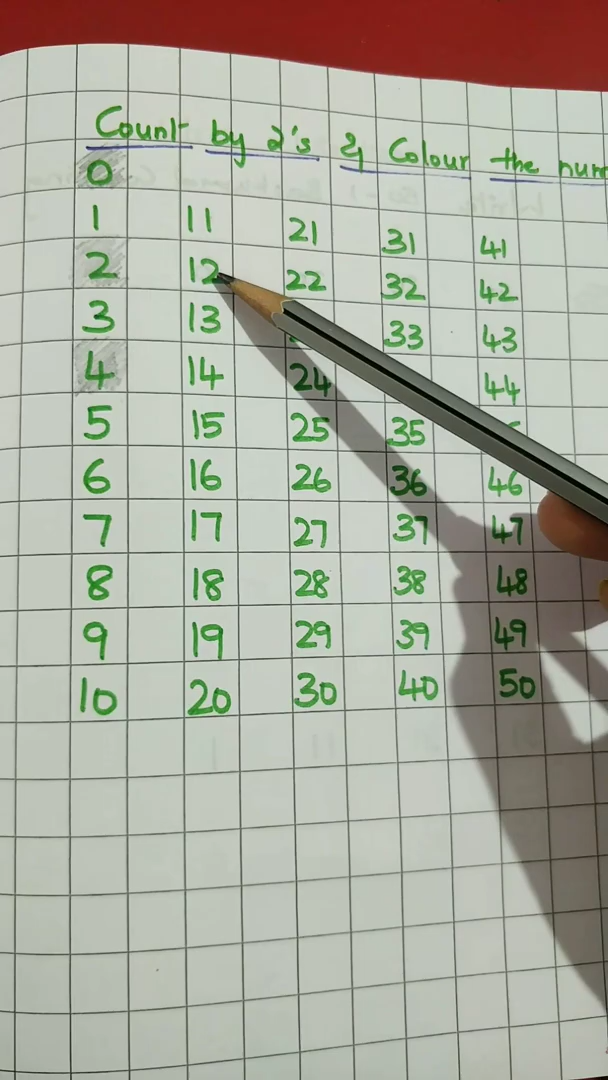 Count by 2's & Colour the num
0
1 11 21 31 41
2 12 22 32 42
3 13 33 43
4 14 24 44
5 15 25 35
6 16 26 36 46
7 17 27 37 47
8 18 28 38 48
9 19 29 39 49
10 20 30 40 50